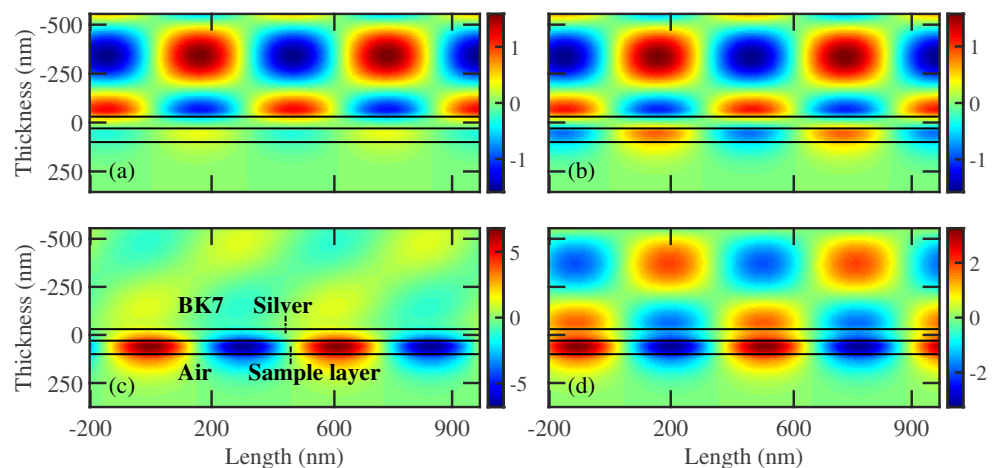 -500
-250
0
250
Thickness (nm)
(a)
1
0
-1
(b)
1
0
-1
-500
-250
0
250
Thickness (nm)
BK7
Silver
Air
Sample layer
(c)
5
0
-5
(d)
2
0
-2
-200
200
600
900
Length (nm)
-200
200
600
900
Length (nm)